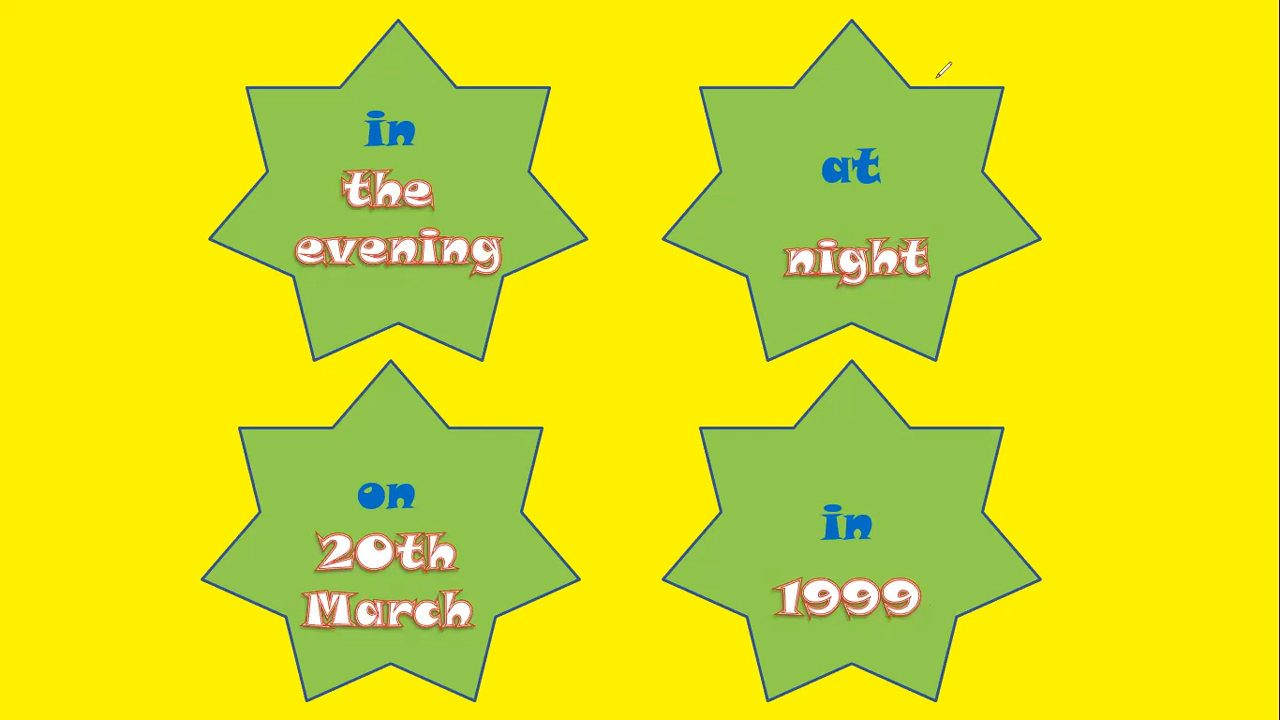 in
the
evening
at
night
on
20th
March
in
1999